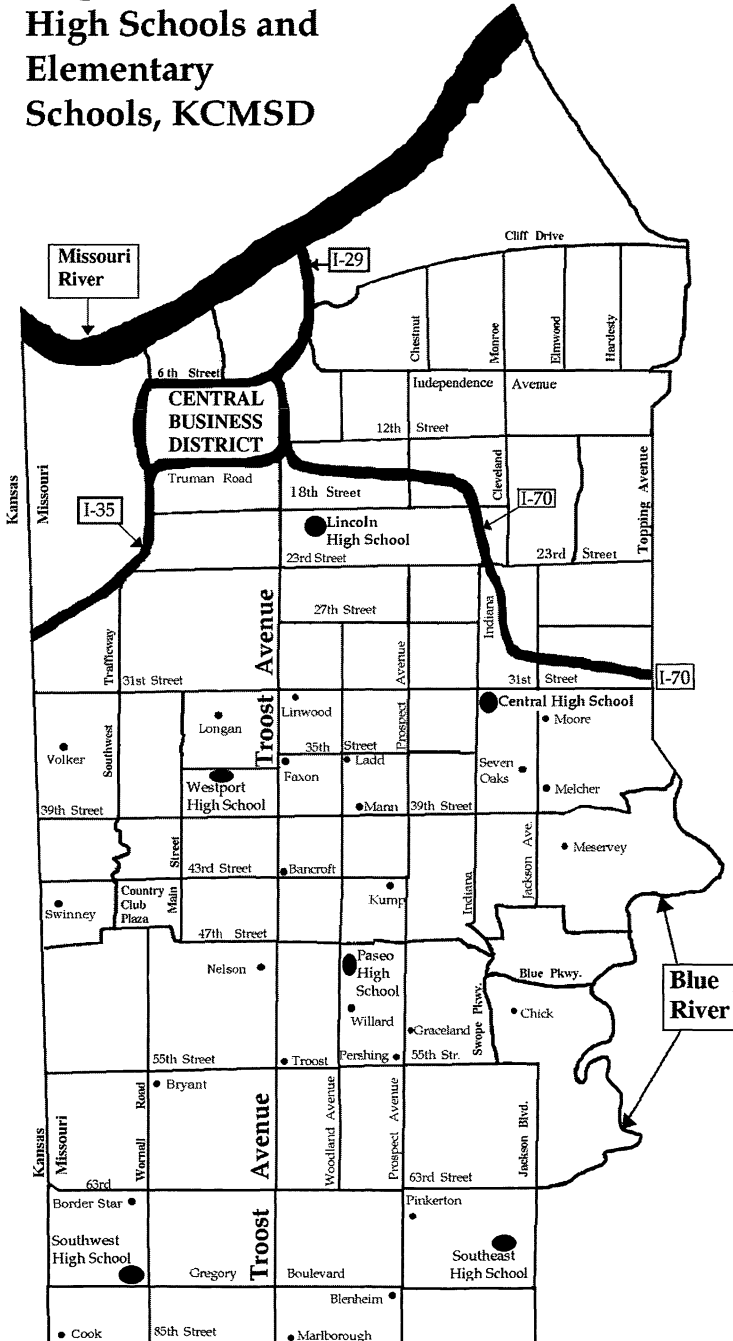 High Schools and
Elementary
Schools, KCMSD
Cliff Drive
Missouri
River
I-29
Chestnut
Monroe
Elmwood
Hardesty
6 th Street
Independence Avenue
CENTRAL
BUSINESS
DISTRICT
12th Street
Truman Road
18th Street
Cleveland
Topping Avenue
Kansas
Missouri
I-35
I-70
Lincoln
High School
23rd Street
23rd Street
27th Street
Indiana
Troost Avenue
Trafficway
31st Street
Avenue
31st Street
I-70
Central High School
Linwood
Moore
Longan
Prospect
Southwest
35th Street
Volker
Ladd
Seven
Oaks
Faxon
Westport
High School
Melcher
Mann
39th Street
39th Street
Street
Jackson Ave.
Meservey
43rd Street
Bancroft
Country
Club
Plaza
Main
Kump
Indiana
Swinney
47th Street
Nelson
Paseo
High
School
Blue Pkwy.
Blue
River
Swope Pkwy.
Willard
Chick
Graceland
55th Street
Troost
Pershing
55th Str.
Bryant
Wornall Road
Troost Avenue
Woodland Avenue
Prospect Avenue
Jackson Blvd.
Kansas
Missouri
63rd
63rd Street
Border Star
Pinkerton
Southwest
High School
Southeast
High School
Gregory Boulevard
Blenheim
Cook
85th Street
Marlborough